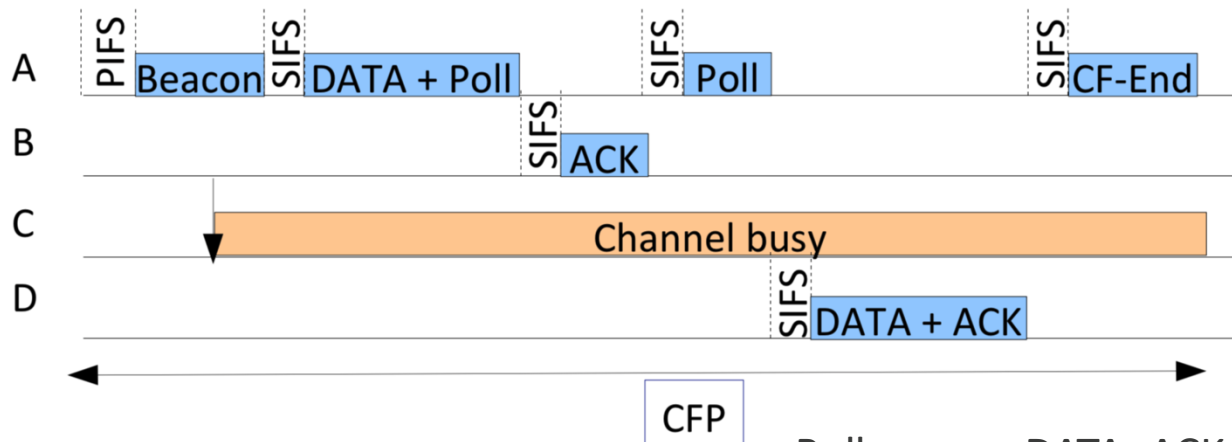 A
PIFS
Beacon
SIFS
DATA + Poll
SIFS
Poll
SIFS
CF-End
B
SIFS
ACK
C
Channel busy
D
SIFS
DATA + ACK
CFP